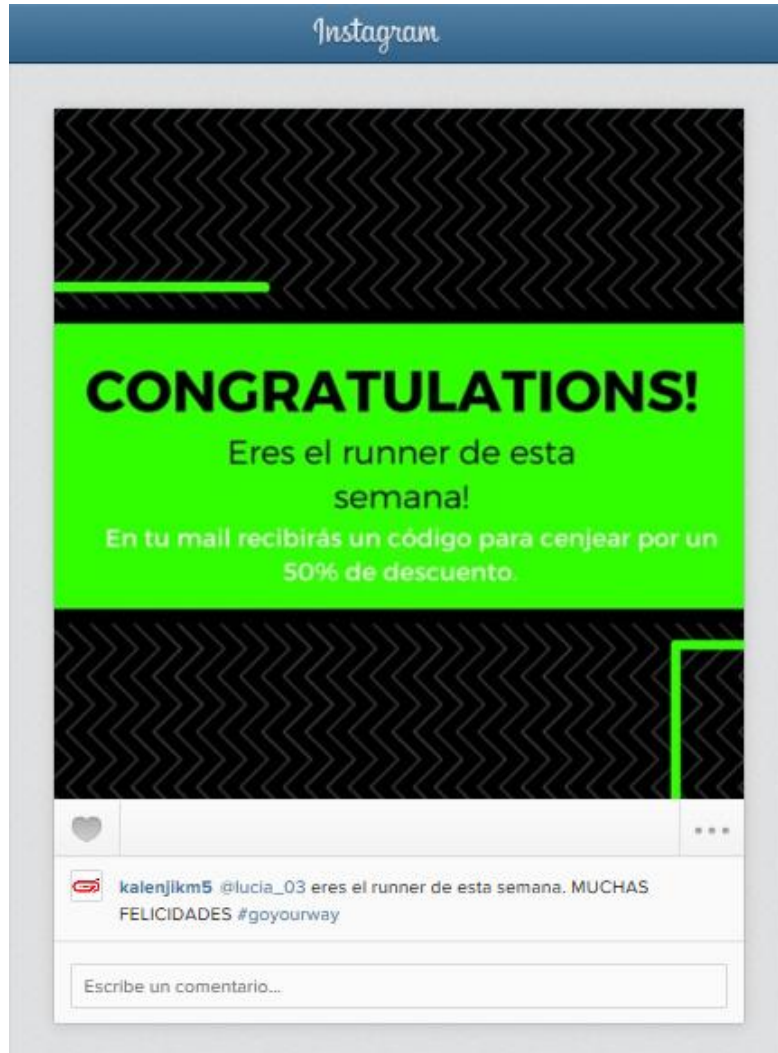 Instagram
CONGRATULATIONS!
Eres el runner de esta
semana!
En tu mail recibirás un código para cenjear por un
50% de descuento.
kalenjikm5 @lucia_03 eres el runner de esta semana. MUCHAS
FELICIDADES #goyourway
Escribe un comentario...